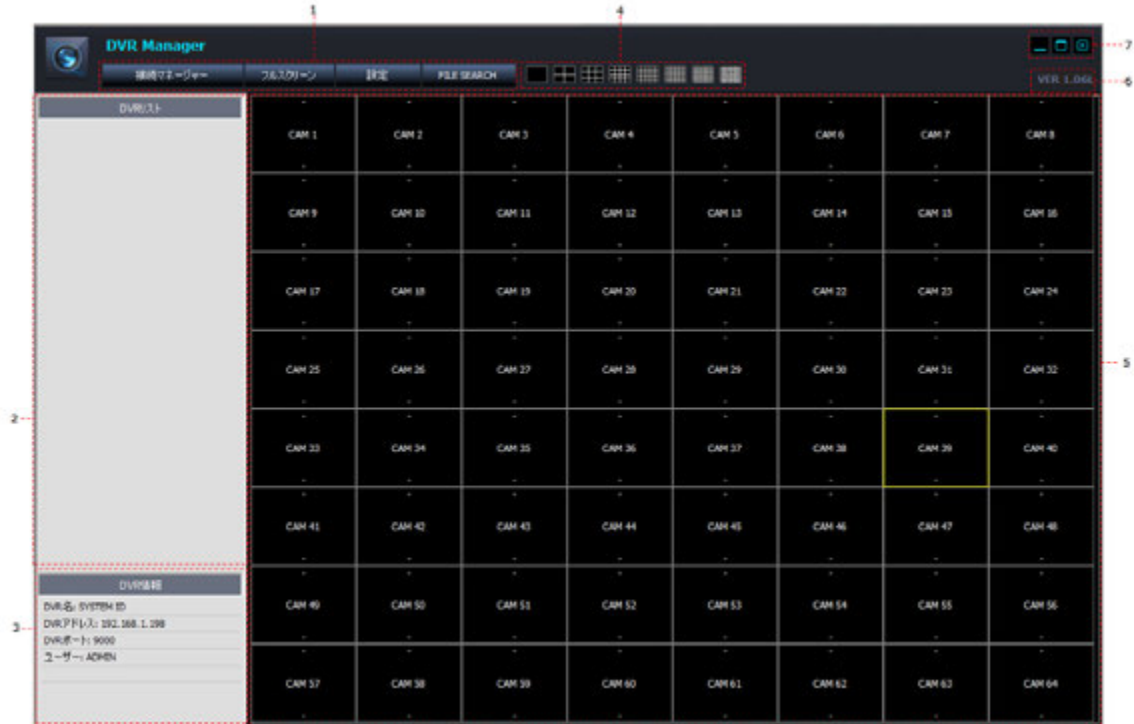 1
4
DVR Manager
7
接続マネージャー フルスクリーン 設定 FILE SEARCH
VER 1.06L
6
DVRリスト
CAM 1 CAM 2 CAM 3 CAM 4 CAM 5 CAM 6 CAM 7 CAM 8
CAM 9 CAM 10 CAM 11 CAM 12 CAM 13 CAM 14 CAM 15 CAM 16
CAM 17 CAM 18 CAM 19 CAM 20 CAM 21 CAM 22 CAM 23 CAM 24
CAM 25 CAM 26 CAM 27 CAM 28 CAM 29 CAM 30 CAM 31 CAM 32
5
2
CAM 33 CAM 34 CAM 35 CAM 36 CAM 37 CAM 38 CAM 39 CAM 40
CAM 41 CAM 42 CAM 43 CAM 44 CAM 45 CAM 46 CAM 47 CAM 48
DVR情報
DVR名: SYSTEM ID
CAM 49 CAM 50 CAM 51 CAM 52 CAM 53 CAM 54 CAM 55 CAM 56
DVRアドレス: 192.168.1.198
3
DVRポート: 9000
ユーザー: ADMIN
CAM 57 CAM 58 CAM 59 CAM 60 CAM 61 CAM 62 CAM 63 CAM 64